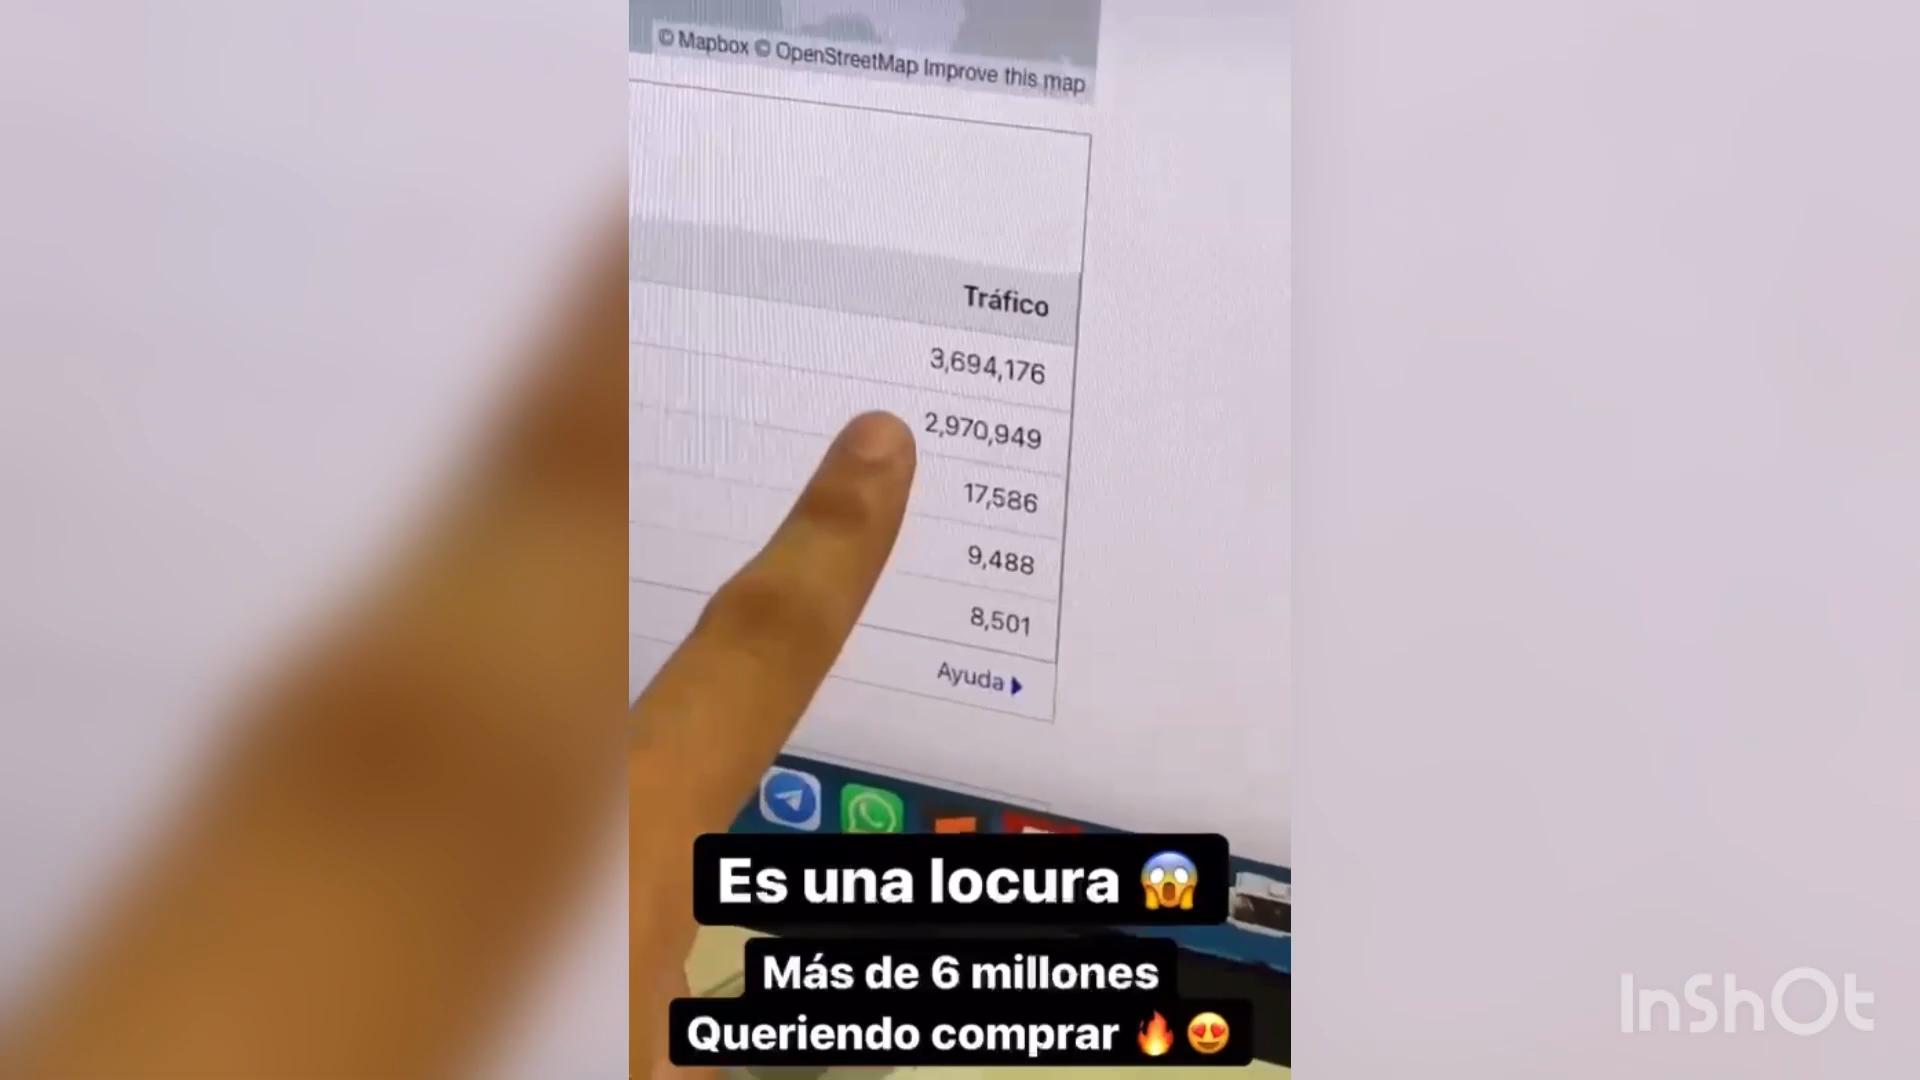 © Mapbox © OpenStreetMap Improve this map
Tráfico
3,694,176
2,970,949
17,586
9,488
8,501
Ayuda
Es una locura 😱
Más de 6 millones
Queriendo comprar 🔥😍
InShOt